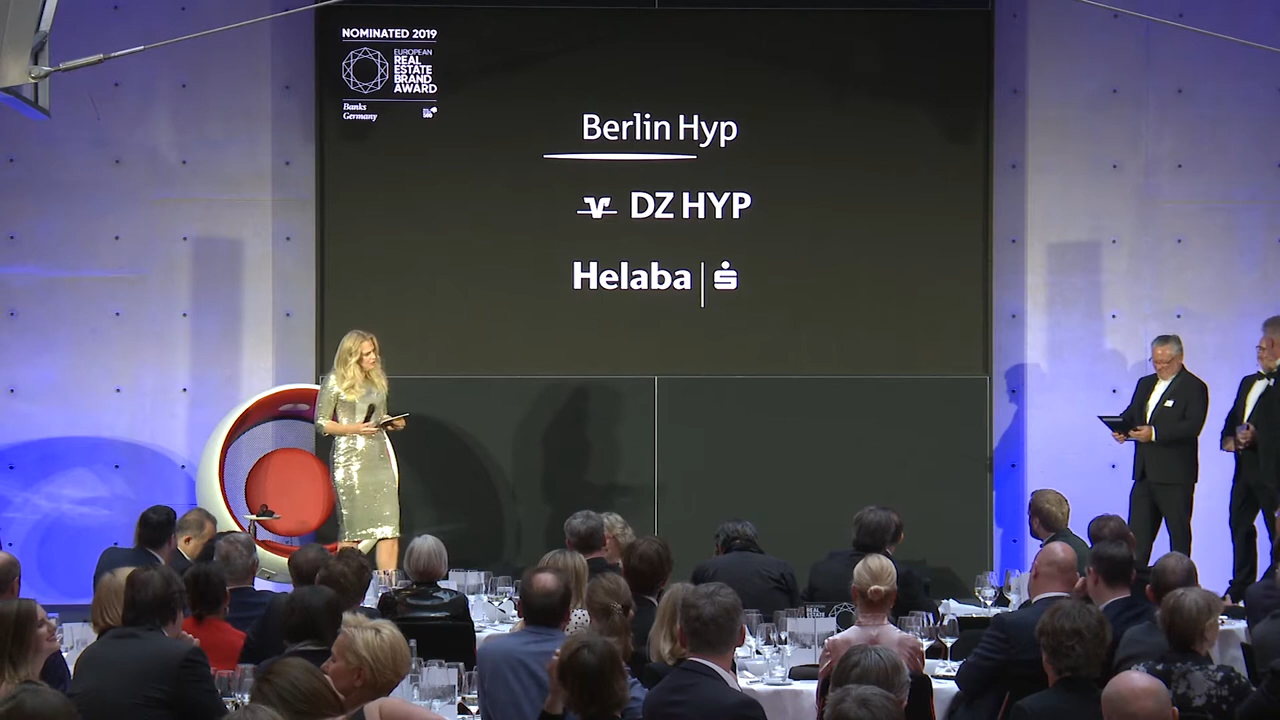 NOMINATED 2019
EUROPEAN
REAL
ESTATE
BRAND
AWARD
Banks
Germany
Berlin Hyp
DZ HYP
Helaba